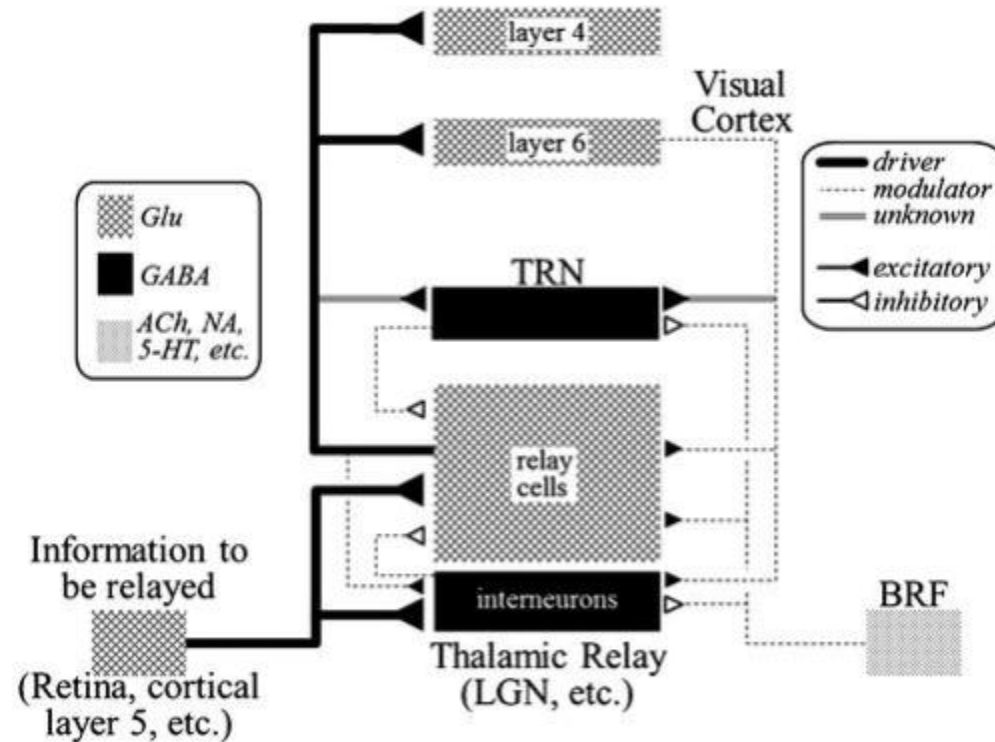 layer 4
Visual
Cortex
layer 6
driver
modulator
unknown
excitatory
inhibitory
Glu
GABA
ACh, NA,
5-HT, etc.
TRN
relay
cells
Information to
be relayed
(Retina, cortical
layer 5, etc.)
interneurons
Thalamic Relay
(LGN, etc.)
BRF